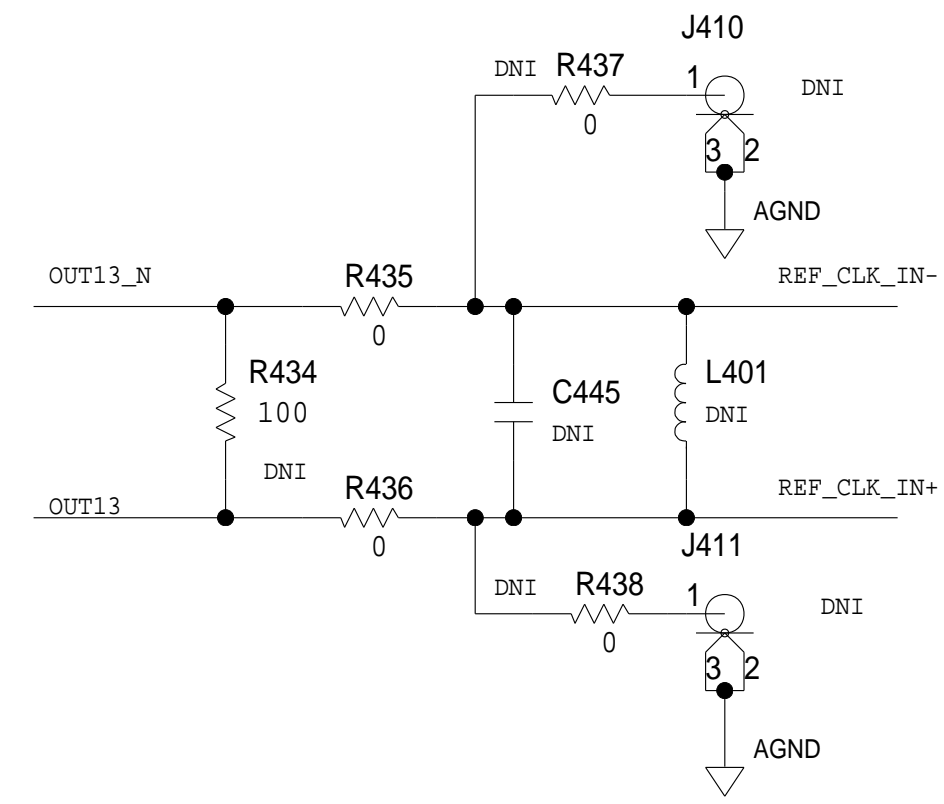 J410
DNI R437
1
DNI
0
3 2
AGND
OUT13_N
R435
REF_CLK_IN-
0
R434
100
C445
DNI
L401
DNI
DNI
OUT13
R436
REF_CLK_IN+
0
J411
DNI R438
1
DNI
0
3 2
AGND